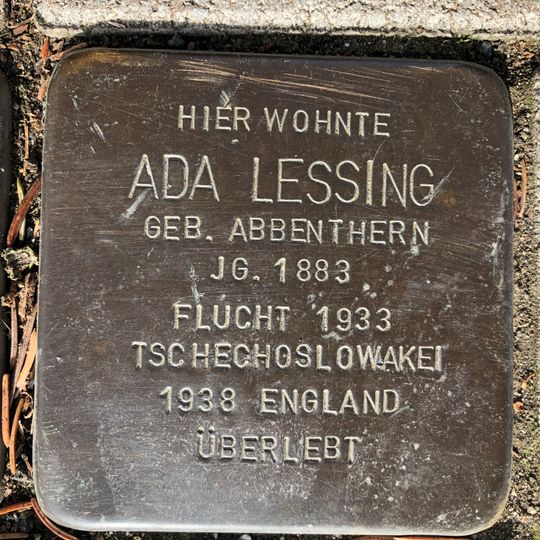 HIER WOHNTE
ADA LESSING
GEB. ABBENTHERN
JG. 1883
FLUCHT 1933
TSCHECHOSLOWAKEI
1938 ENGLAND
ÜBERLEBT